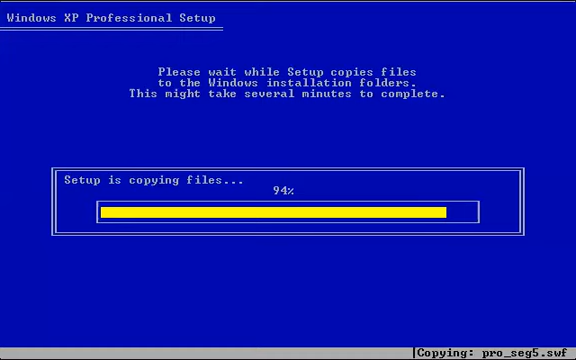 Windows XP Professional Setup
Please wait while Setup copies files
to the Windows installation folders.
This might take several minutes to complete.
Setup is copying files...
94%
Copying: pro_seg5.swf